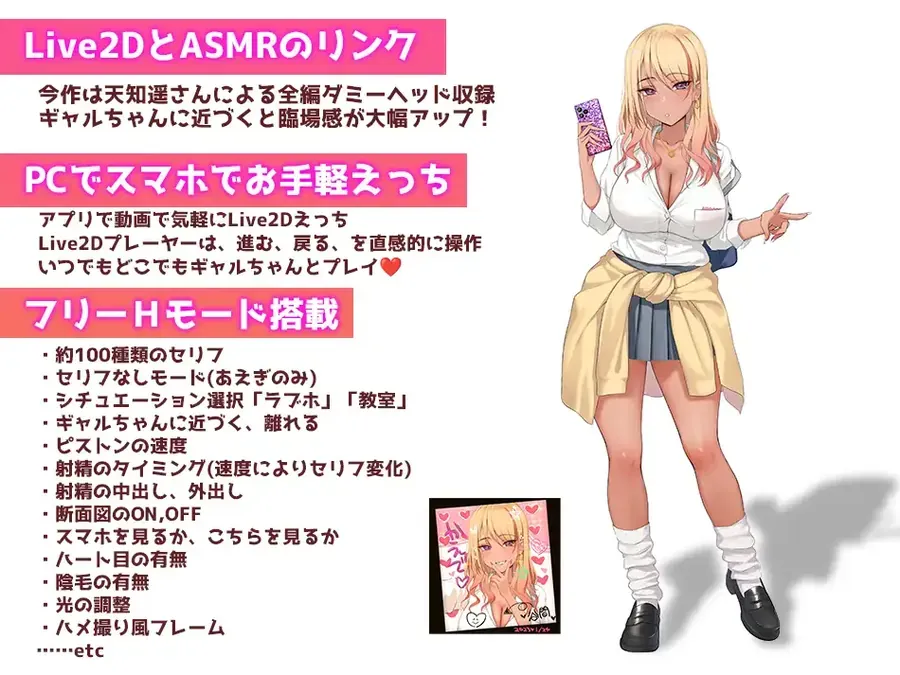 Live2DとASMRのリンク
今作は天知遥さんによる全編ダミーヘッド収録
ギャルちゃんに近づくと臨場感が大幅アップ！
PCでスマホでお手軽えっち
アプリで動画で気軽にLive2Dえっち
Live2Dプレーヤーは、進む、戻る、を直感的に操作
いつでもどこでもギャルちゃんとプレイ❤
フリーHモード搭載
・約100種類のセリフ
・セリフなしモード(あえぎのみ)
・シチュエーション選択「ラブホ」「教室」
・ギャルちゃんに近づく、離れる
・ピストンの速度
・射精のタイミング(速度によりセリフ変化)
・射精の中出し、外出し
・断面図のON,OFF
・スマホを見るか、こちらを見るか
・ハート目の有無
・陰毛の有無
・光の調整
・ハメ撮り風フレーム
……etc